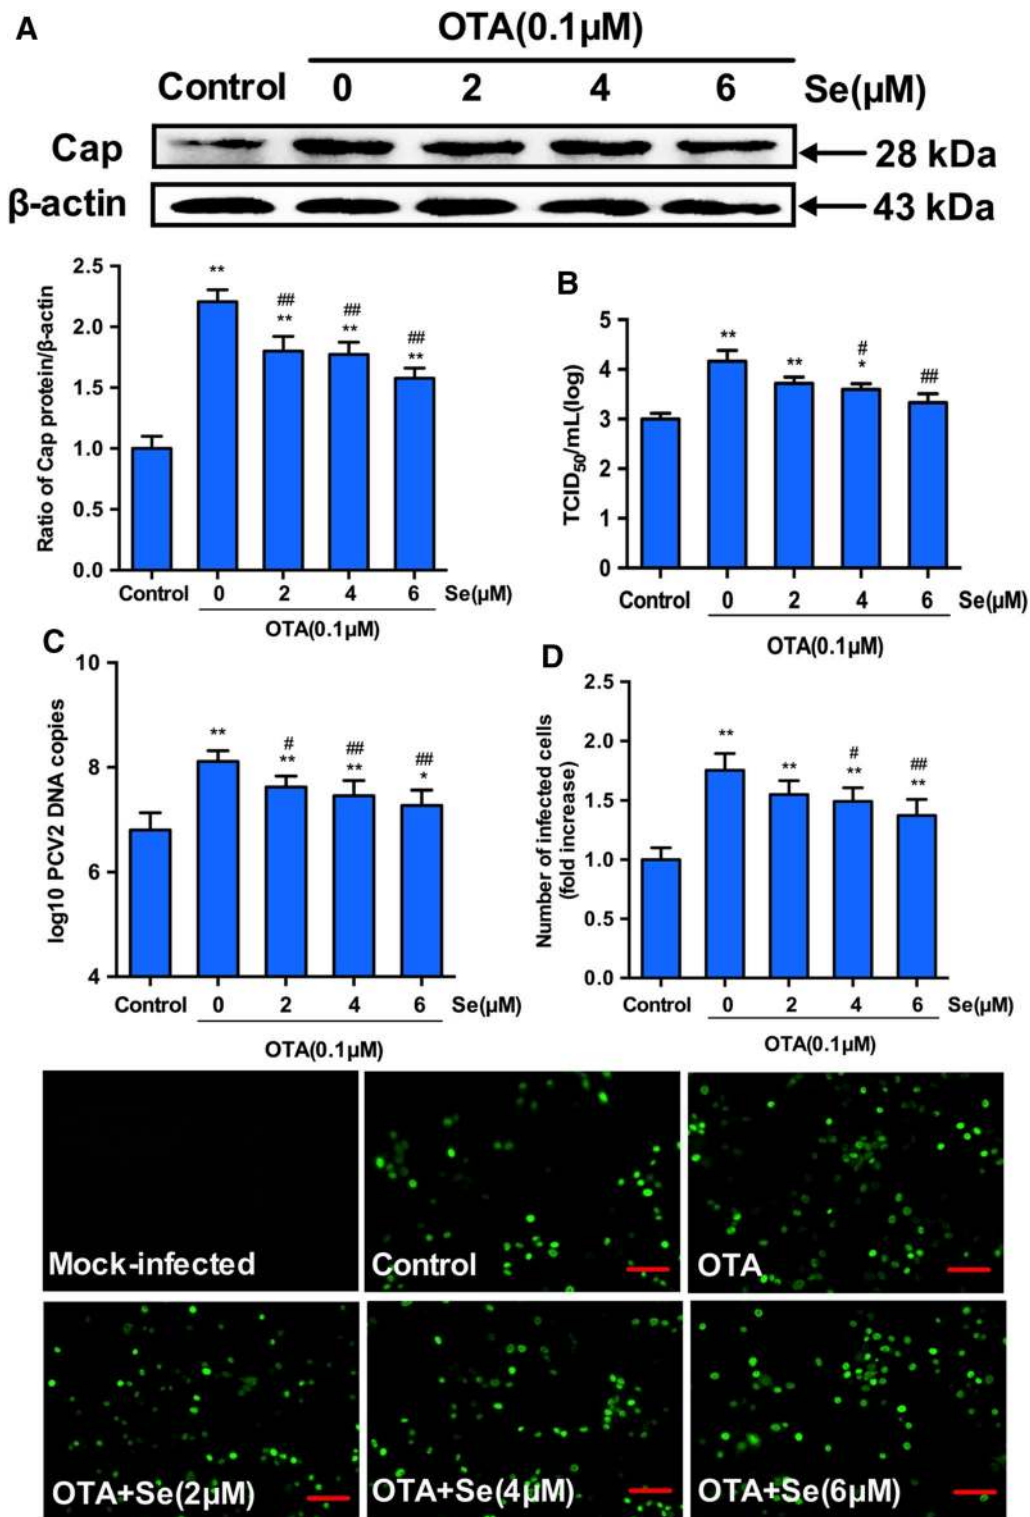 A
OTA(0.1μM)
Control 0 2 4 6 Se(μM)
Cap 28 kDa
β-actin 43 kDa
Ratio of Cap protein/β-actin
2.5
2.0
1.5
1.0
0.5
0.0
**
##
**
##
**
##
**
Control 0 2 4 6 Se(μM)
OTA(0.1μM)
B
TCID50/mL(log)
5
4
3
2
1
0
**
**
#
*
##
Control 0 2 4 6 Se(μM)
OTA(0.1μM)
C
log10 PCV2 DNA copies
10
8
6
4
**
#
**
##
**
##
*
Control 0 2 4 6 Se(μM)
OTA(0.1μM)
D
Number of infected cells
(fold increase)
2.5
2.0
1.5
1.0
0.5
0.0
**
**
#
**
##
**
Control 0 2 4 6 Se(μM)
OTA(0.1μM)
Mock-infected
Control
OTA
OTA+Se(2μM)
OTA+Se(4μM)
OTA+Se(6μM)